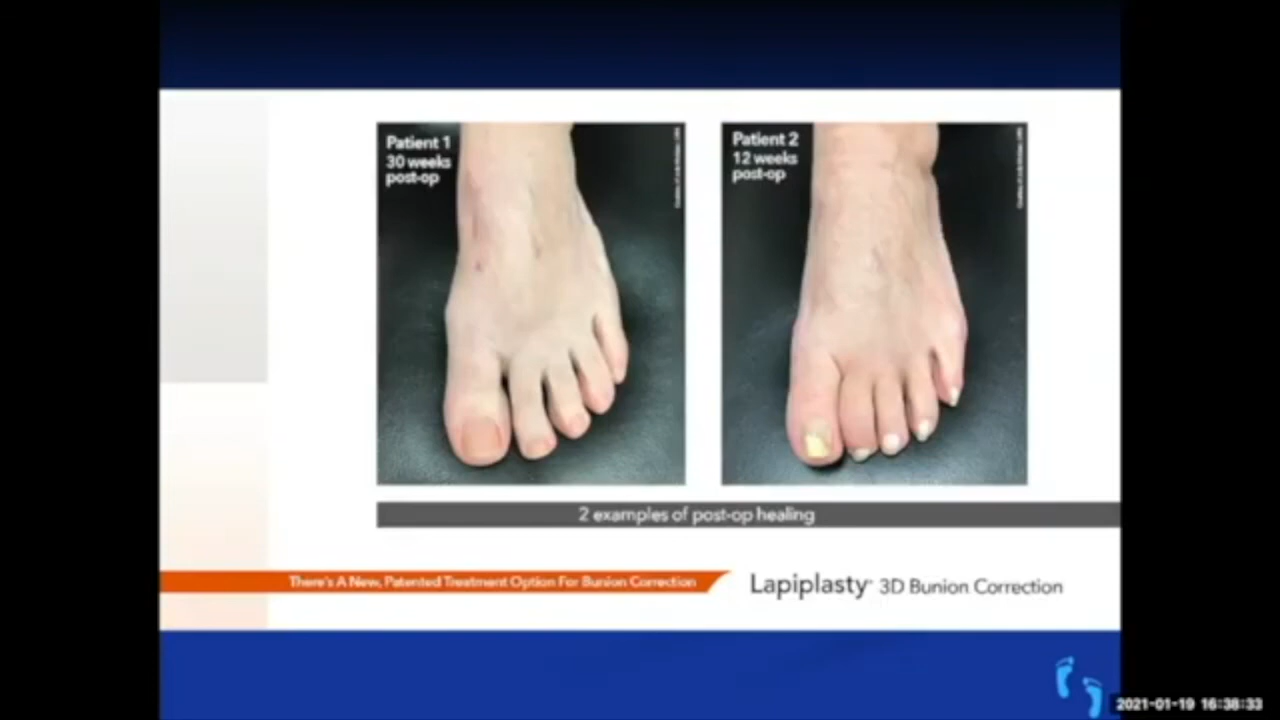 Patient 1
30 weeks
post-op
Patient 2
12 weeks
post-op
2 examples of post-op healing
There's A New, Patented Treatment Option For Bunion Correction
Lapiplasty® 3D Bunion Correction
2021-01-19 16:38:33